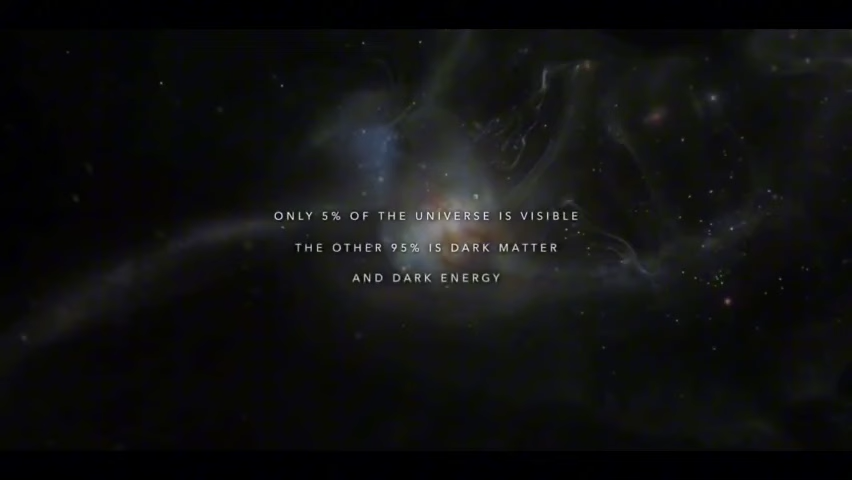 ONLY 5% OF THE UNIVERSE IS VISIBLE
THE OTHER 95% IS DARK MATTER
AND DARK ENERGY